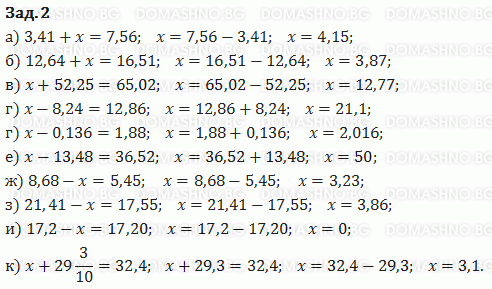 Зад.2
а) 3,41 + x = 7,56; x = 7,56 − 3,41; x = 4,15;
б) 12,64 + x = 16,51; x = 16,51 − 12,64; x = 3,87;
в) x + 52,25 = 65,02; x = 65,02 − 52,25; x = 12,77;
г) x − 8,24 = 12,86; x = 12,86 + 8,24; x = 21,1;
г) x − 0,136 = 1,88; x = 1,88 + 0,136; x = 2,016;
е) x − 13,48 = 36,52; x = 36,52 + 13,48; x = 50;
ж) 8,68 − x = 5,45; x = 8,68 − 5,45; x = 3,23;
з) 21,41 − x = 17,55; x = 21,41 − 17,55; x = 3,86;
и) 17,2 − x = 17,20; x = 17,2 − 17,20; x = 0;
к) x + 29 3/10 = 32,4; x + 29,3 = 32,4; x = 32,4 − 29,3; x = 3,1.